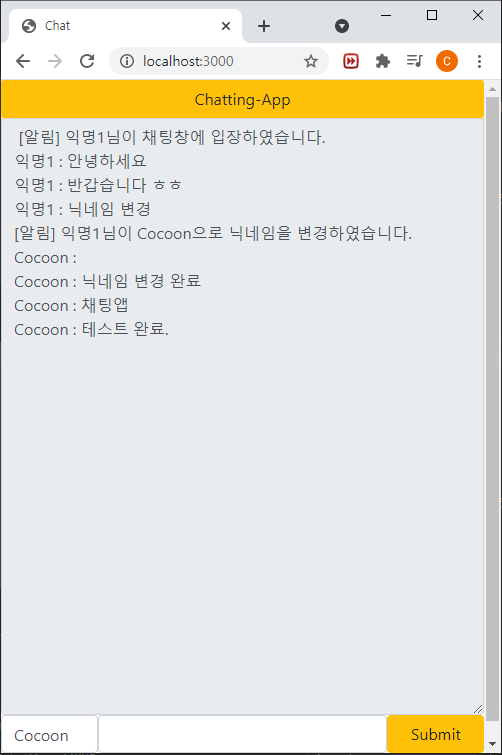 Chat
localhost:3000
C
Chatting-App
[알림] 익명1님이 채팅창에 입장하였습니다.
익명1 : 안녕하세요
익명1 : 반갑습니다 ㅎㅎ
익명1 : 닉네임 변경
[알림] 익명1님이 Cocoon으로 닉네임을 변경하였습니다.
Cocoon :
Cocoon : 닉네임 변경 완료
Cocoon : 채팅앱
Cocoon : 테스트 완료.
Cocoon
Submit